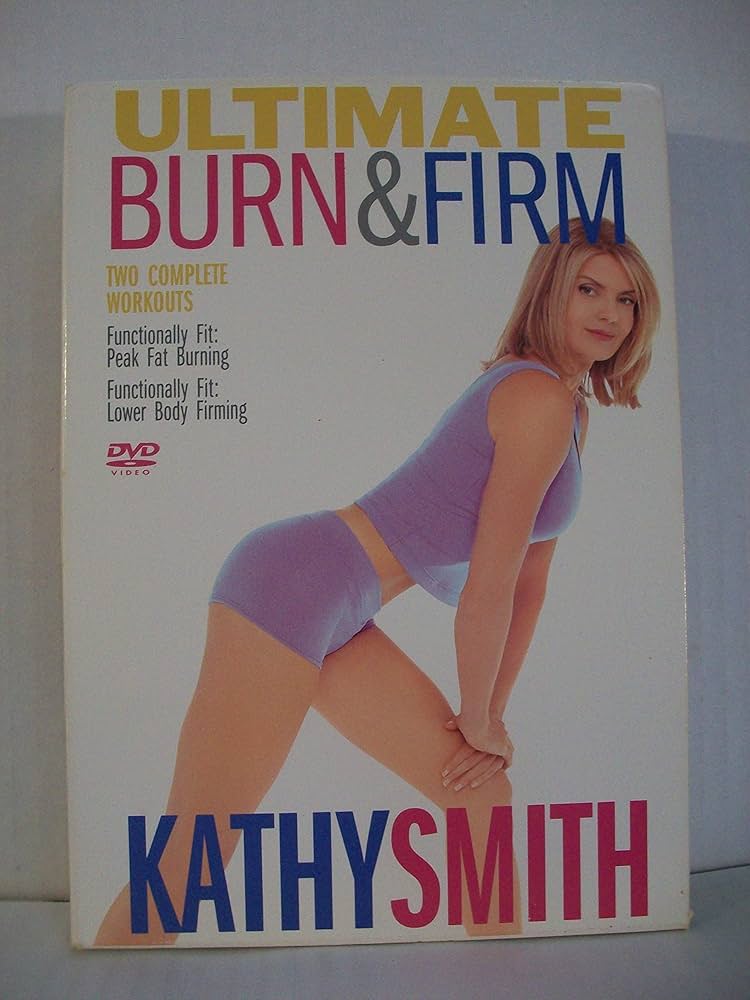 ULTIMATE
BURN&FIRM
TWO COMPLETE
WORKOUTS
Functionally Fit:
Peak Fat Burning
Functionally Fit:
Lower Body Firming
DVD
VIDEO
KATHYSMITH